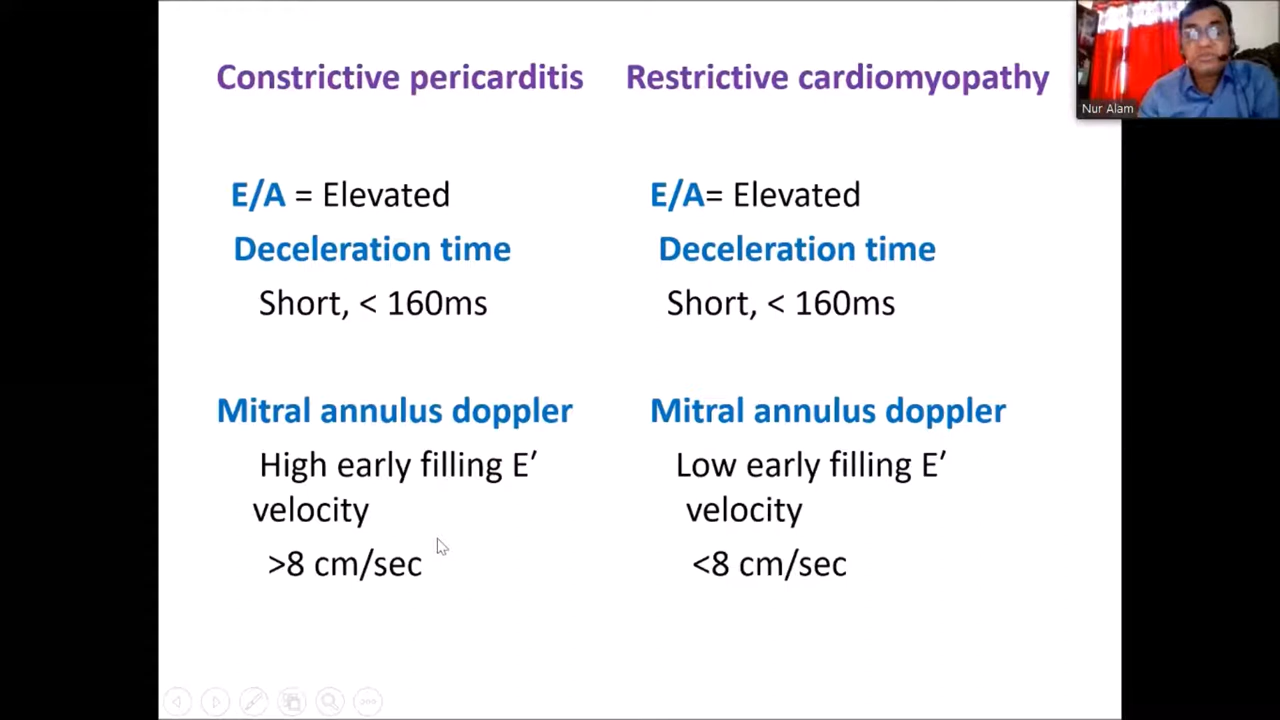 Constrictive pericarditis
E/A = Elevated
Deceleration time
Short, < 160ms
Mitral annulus doppler
High early filling E′
velocity
>8 cm/sec
Restrictive cardiomyopathy
E/A= Elevated
Deceleration time
Short, < 160ms
Mitral annulus doppler
Low early filling E′
velocity
<8 cm/sec
Nur Alam